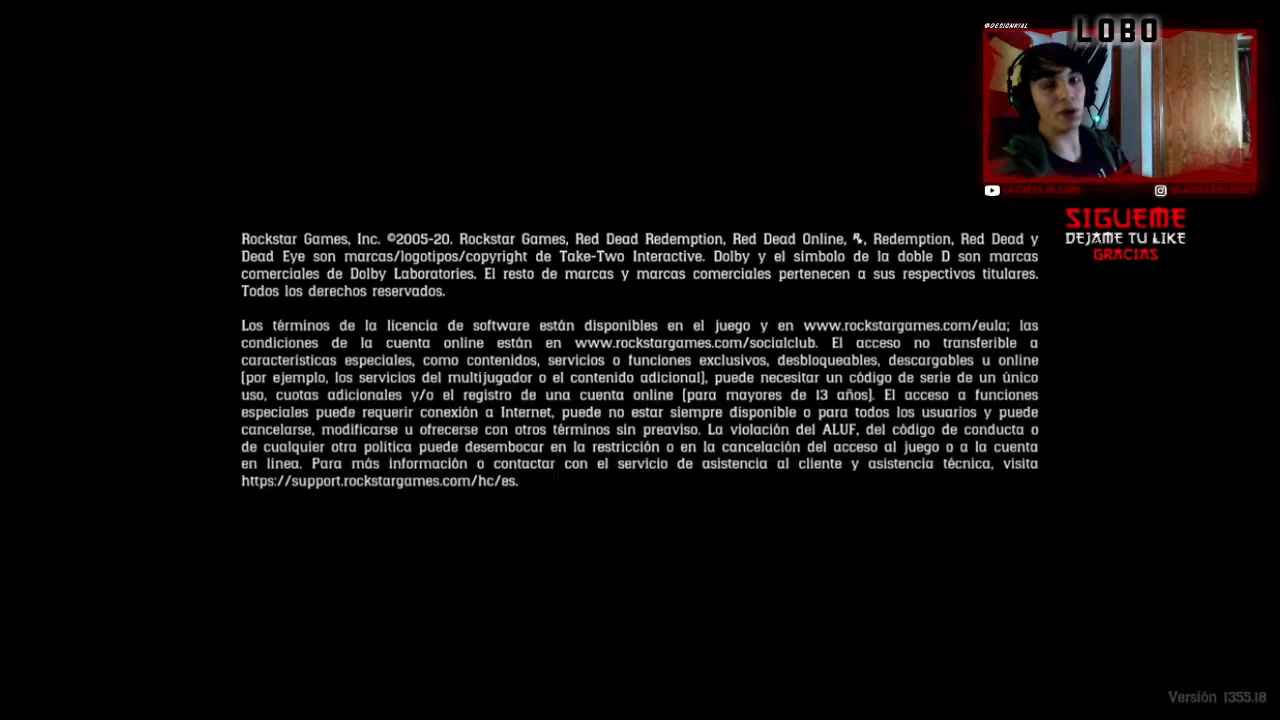 @DESIGNXIAL
LOBO
SIGUEME
DEJAME TU LIKE
GRACIAS
Rockstar Games, Inc. ©2005-20. Rockstar Games, Red Dead Redemption, Red Dead Online, R, Redemption, Red Dead y
Dead Eye son marcas/logotipos/copyright de Take-Two Interactive. Dolby y el símbolo de la doble D son marcas
comerciales de Dolby Laboratories. El resto de marcas y marcas comerciales pertenecen a sus respectivos titulares.
Todos los derechos reservados.
Los términos de la licencia de software están disponibles en el juego y en www.rockstargames.com/eula; las
condiciones de la cuenta online están en www.rockstargames.com/socialclub. El acceso no transferible a
características especiales, como contenidos, servicios o funciones exclusivos, desbloqueables, descargables u online
(por ejemplo, los servicios del multijugador o el contenido adicional), puede necesitar un código de serie de un único
uso, cuotas adicionales y/o el registro de una cuenta online (para mayores de 13 años). El acceso a funciones
especiales puede requerir conexión a Internet, puede no estar siempre disponible o para todos los usuarios y puede
cancelarse, modificarse u ofrecerse con otros términos sin preaviso. La violación del ALUF, del código de conducta o
de cualquier otra política puede desembocar en la restricción o en la cancelación del acceso al juego o a la cuenta
en línea. Para más información o contactar con el servicio de asistencia al cliente y asistencia técnica, visita
https://support.rockstargames.com/hc/es.
Versión 1355.18